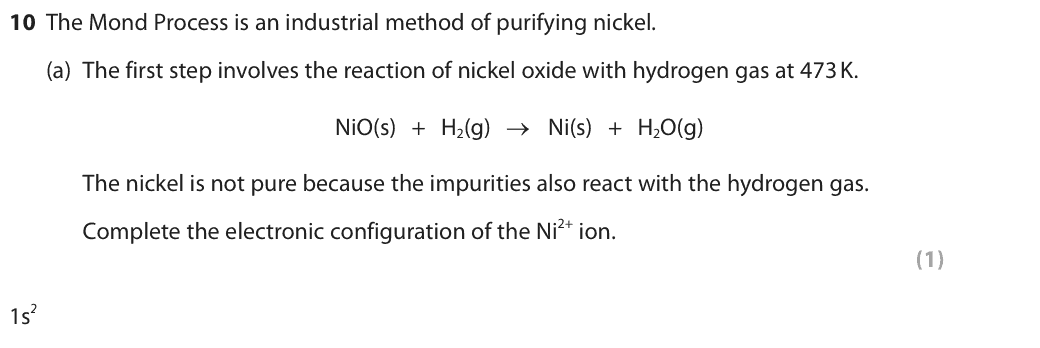 10 The Mond Process is an industrial method of purifying nickel.
(a) The first step involves the reaction of nickel oxide with hydrogen gas at 473 K.
NiO(s) + H₂(g) → Ni(s) + H₂O(g)
The nickel is not pure because the impurities also react with the hydrogen gas.
Complete the electronic configuration of the Ni²⁺ ion.
(1)
1s²